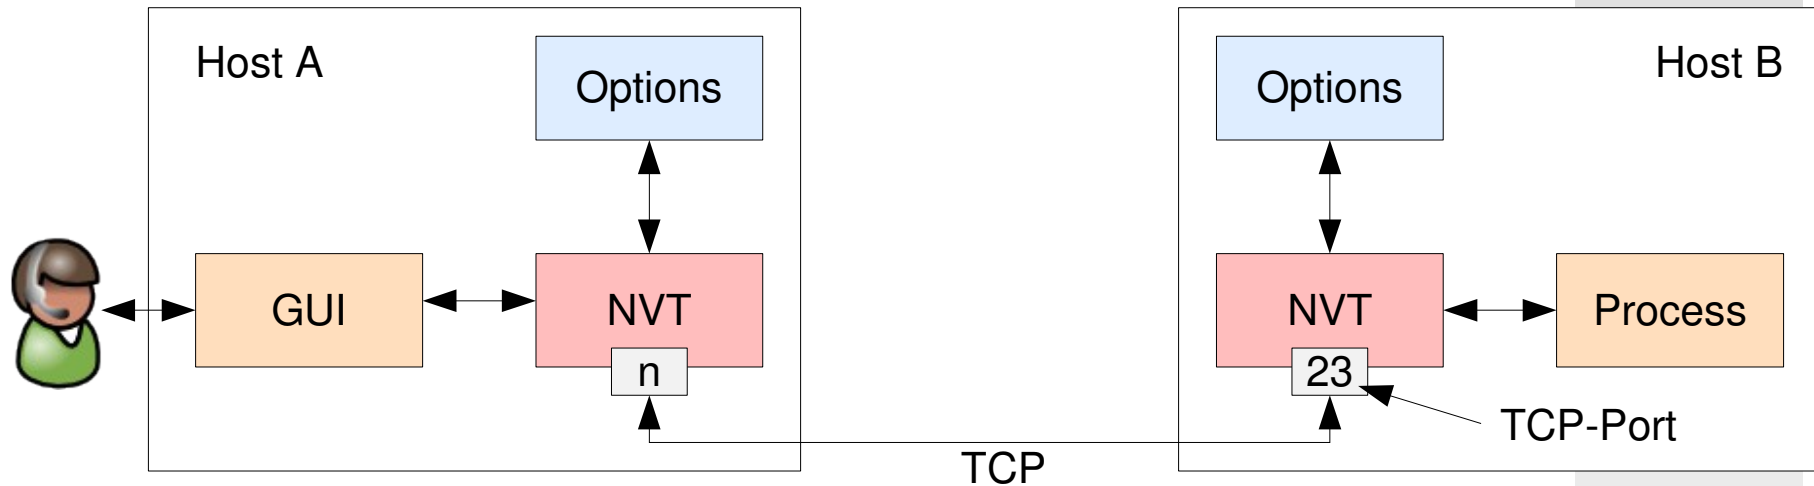 Host A
Options
GUI
NVT
n
TCP
Options
Host B
NVT
Process
23
TCP-Port